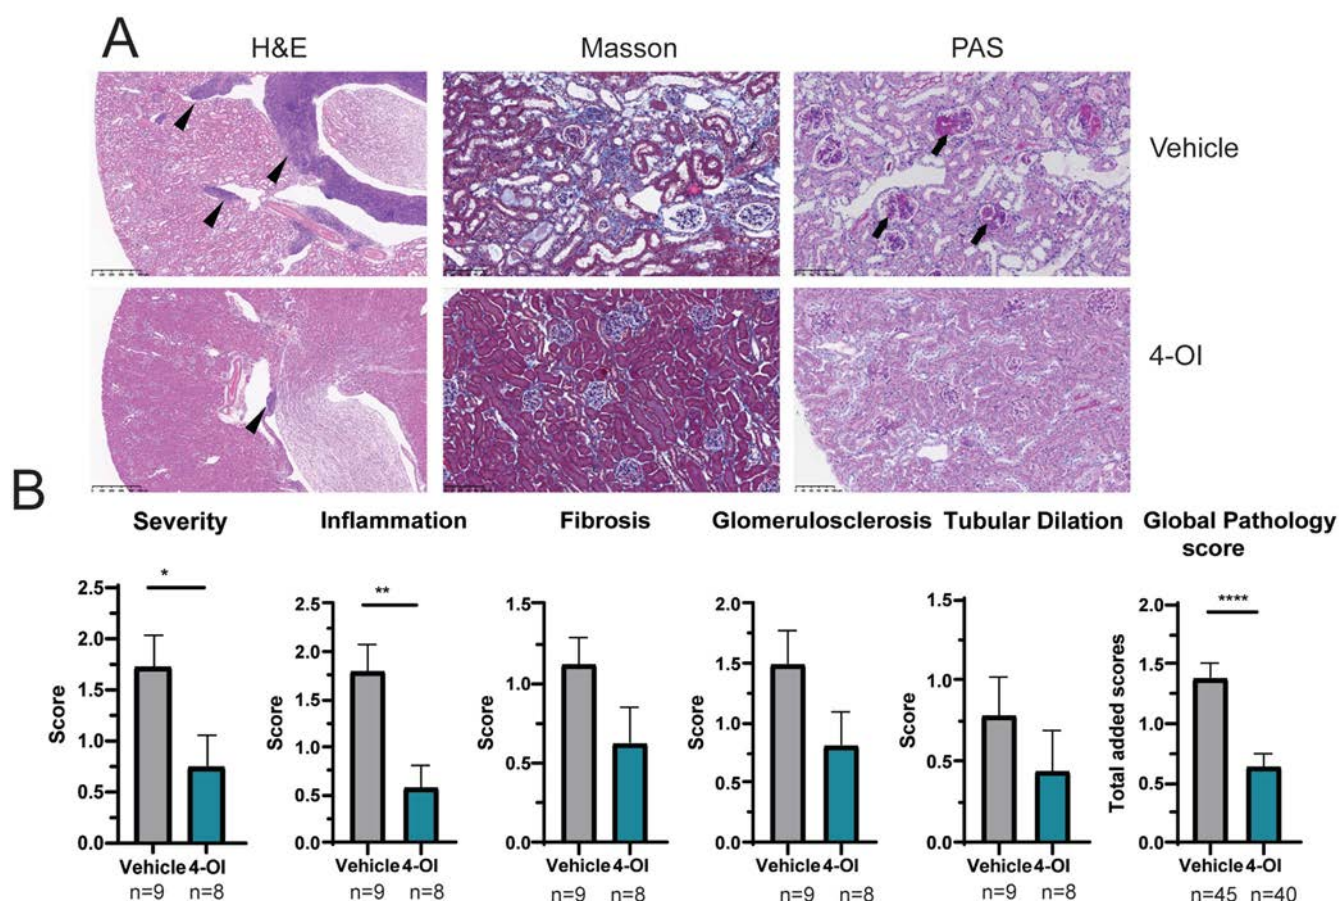 A
H&E
Masson
PAS
Vehicle
4-OI
B
Severity
Inflammation
Fibrosis
Glomerulosclerosis
Tubular Dilation
Global Pathology
score
*
2.5
2.0
1.5
1.0
0.5
0.0
Score
Vehicle 4-OI
n=9 n=8
**
2.5
2.0
1.5
1.0
0.5
0.0
Score
Vehicle 4-OI
n=9 n=8
1.5
1.0
0.5
0.0
Score
Vehicle 4-OI
n=9 n=8
2.0
1.5
1.0
0.5
0.0
Score
Vehicle 4-OI
n=9 n=8
1.5
1.0
0.5
0.0
Score
Vehicle 4-OI
n=9 n=8
****
2.0
1.5
1.0
0.5
0.0
Total added scores
Vehicle 4-OI
n=45 n=40